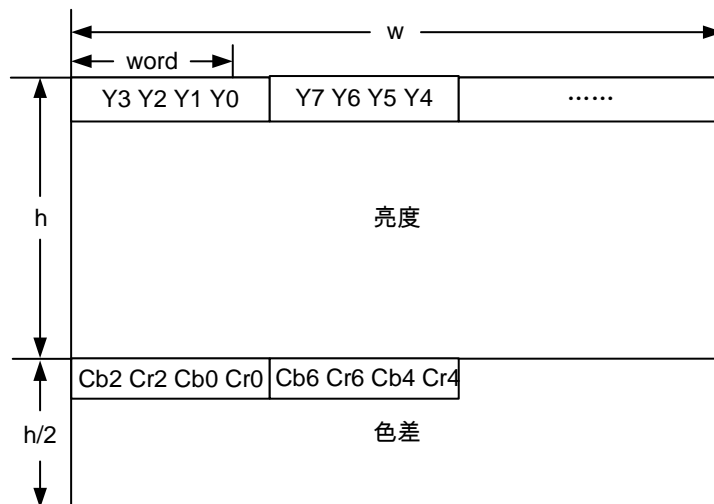 w
word
Y3 Y2 Y1 Y0
Y7 Y6 Y5 Y4
······
h
亮度
Cb2 Cr2 Cb0 Cr0
Cb6 Cr6 Cb4 Cr4
h/2
色差